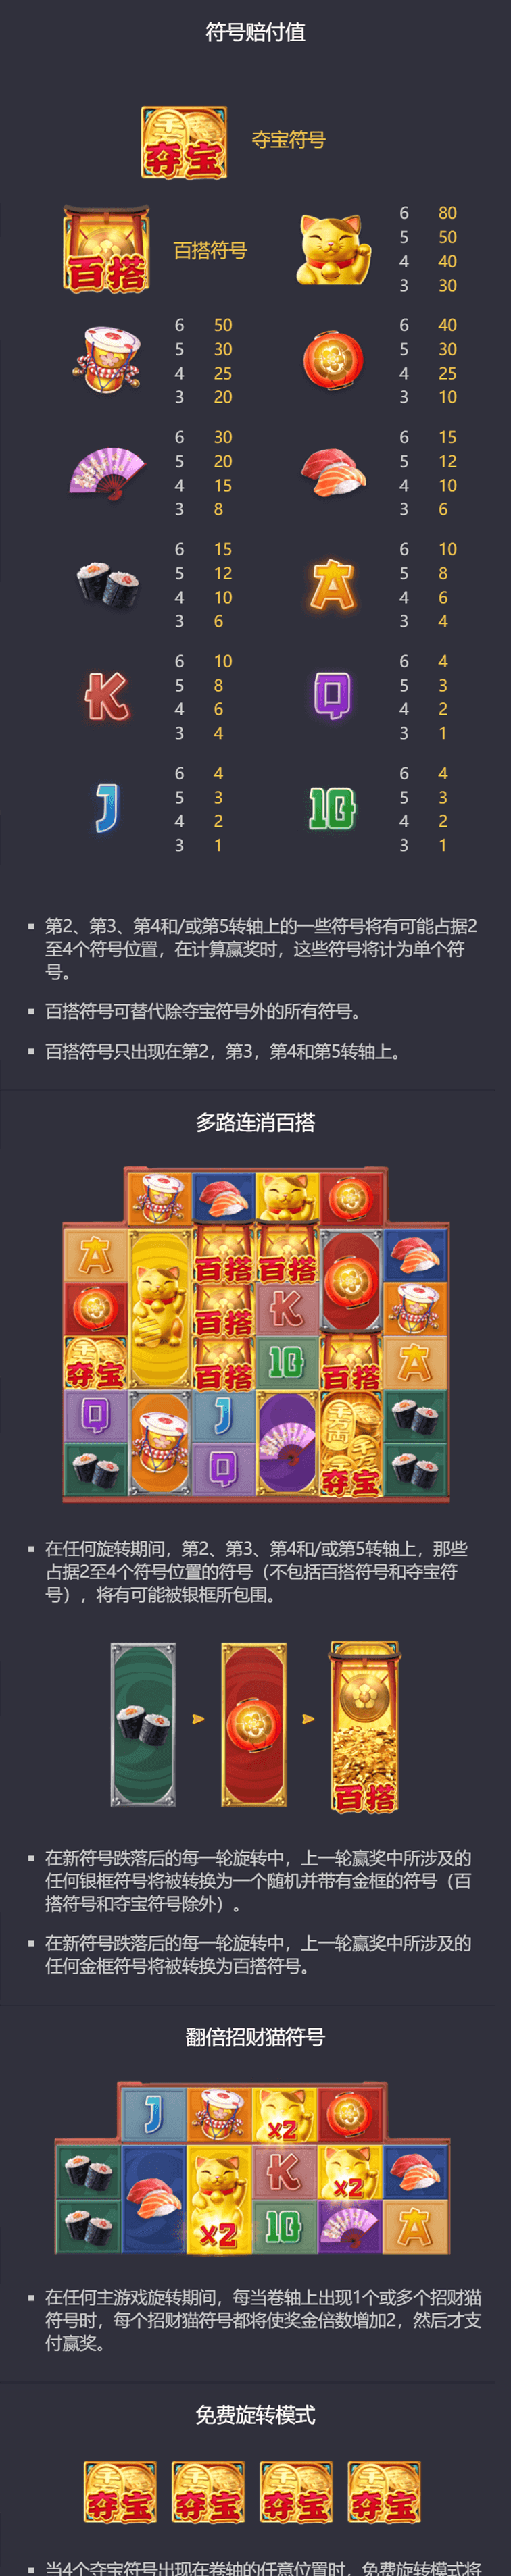 符号赔付值
夺宝
夺宝符号
百搭
百搭符号
6 80
5 50
4 40
3 30
6 50
5 30
4 25
3 20
6 40
5 30
4 25
3 10
6 30
5 20
4 15
3 8
6 15
5 12
4 10
3 6
6 15
5 12
4 10
3 6
A
6 10
5 8
4 6
3 4
K
6 10
5 8
4 6
3 4
Q
6 4
5 3
4 2
3 1
J
6 4
5 3
4 2
3 1
10
6 4
5 3
4 2
3 1
▪ 第2、第3、第4和/或第5转轴上的一些符号将有可能占据2
至4个符号位置，在计算赢奖时，这些符号将计为单个符
号。
▪ 百搭符号可替代除夺宝符号外的所有符号。
▪ 百搭符号只出现在第2，第3，第4和第5转轴上。
多路连消百搭
A 百搭 百搭
百搭 K
夺宝 百搭 10 百搭 A
Q J
Q 夺宝
▪ 在任何旋转期间，第2、第3、第4和/或第5转轴上，那些
占据2至4个符号位置的符号（不包括百搭符号和夺宝符
号），将有可能被银框所包围。
百搭
▪ 在新符号跌落后的每一轮旋转中，上一轮赢奖中所涉及的
任何银框符号将被转换为一个随机并带有金框的符号（百
搭符号和夺宝符号除外）。
▪ 在新符号跌落后的每一轮旋转中，上一轮赢奖中所涉及的
任何金框符号将被转换为百搭符号。
翻倍招财猫符号
J x2
K x2
x2 10 A
▪ 在任何主游戏旋转期间，每当卷轴上出现1个或多个招财猫
符号时，每个招财猫符号都将使奖金倍数增加2，然后才支
付赢奖。
免费旋转模式
夺宝 夺宝 夺宝 夺宝
▪ 当4个夺宝符号出现在卷轴的任意位置时，免费旋转模式将